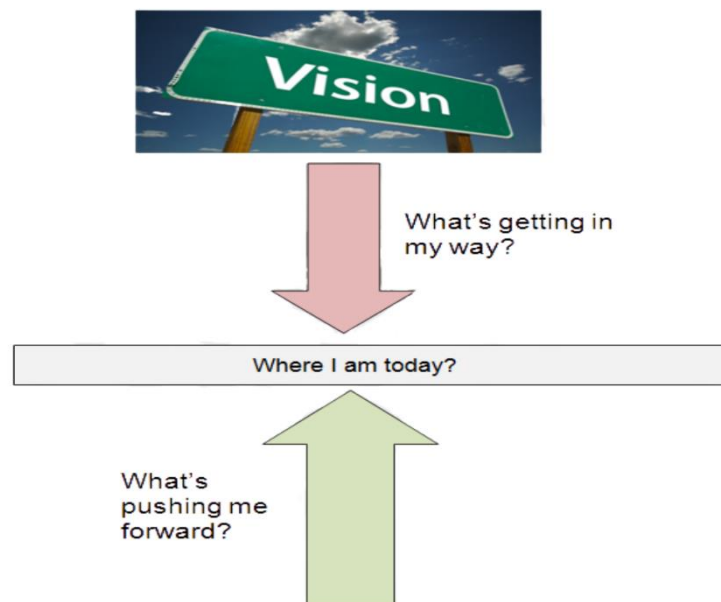 Vision
What's getting in
my way?
Where I am today?
What's
pushing me
forward?